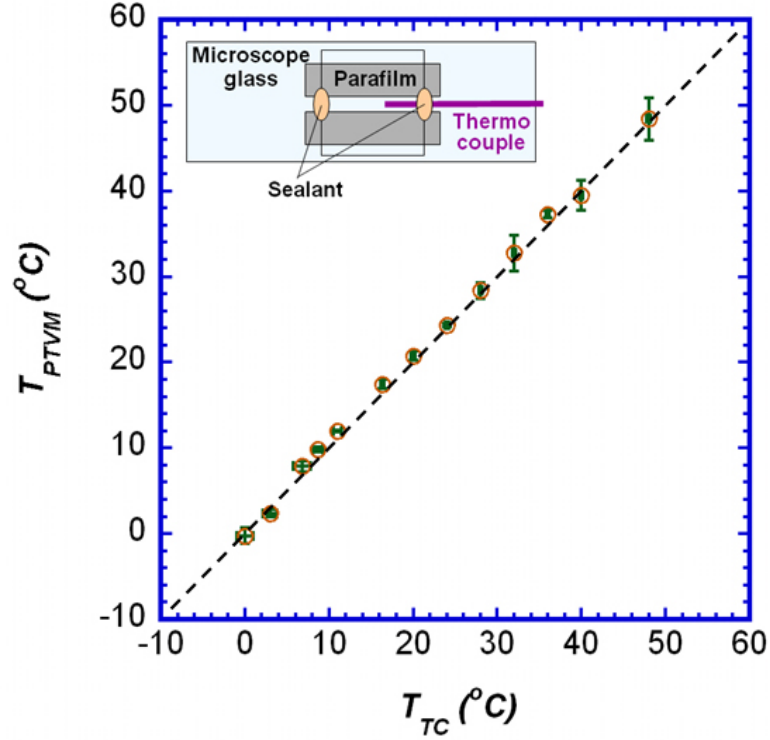 60
50
40
30
20
10
0
-10
-10 0 10 20 30 40 50 60
T_PTVM (°C)
T_TC (°C)
Microscope
glass
Parafilm
Thermo
couple
Sealant